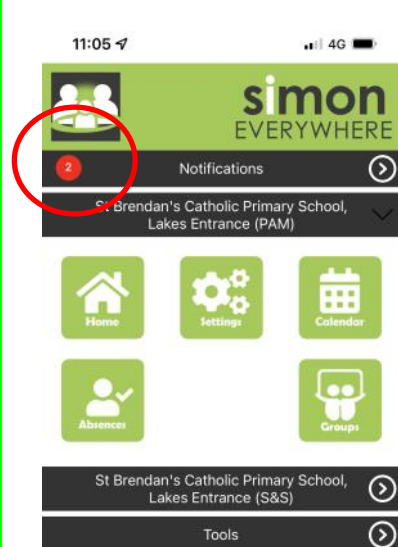 11:05 4G
simon
EVERYWHERE
2 Notifications
St Brendan's Catholic Primary School,
Lakes Entrance (PAM)
Home Settings Calendar
Absences Groups
St Brendan's Catholic Primary School,
Lakes Entrance (S&S)
Tools